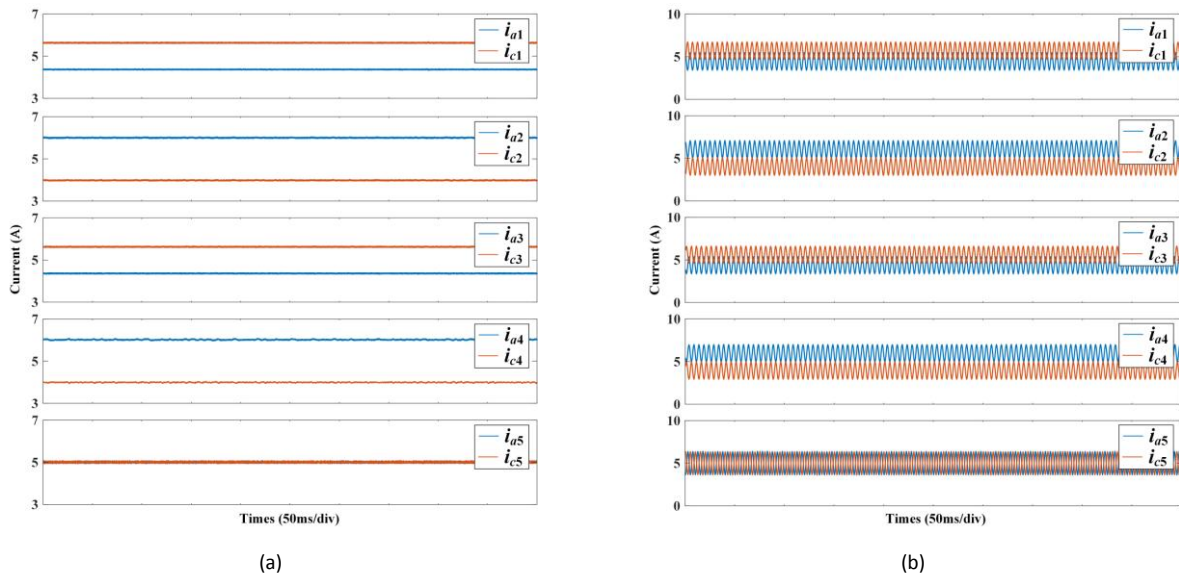 7
5
3
i_a1
i_c1
7
5
3
i_a2
i_c2
7
5
3
i_a3
i_c3
7
5
3
i_a4
i_c4
7
5
3
i_a5
i_c5
Current (A)
Times (50ms/div)
(a)
10
5
0
i_a1
i_c1
10
5
0
i_a2
i_c2
10
5
0
i_a3
i_c3
10
5
0
i_a4
i_c4
10
5
0
i_a5
i_c5
Current (A)
Times (50ms/div)
(b)